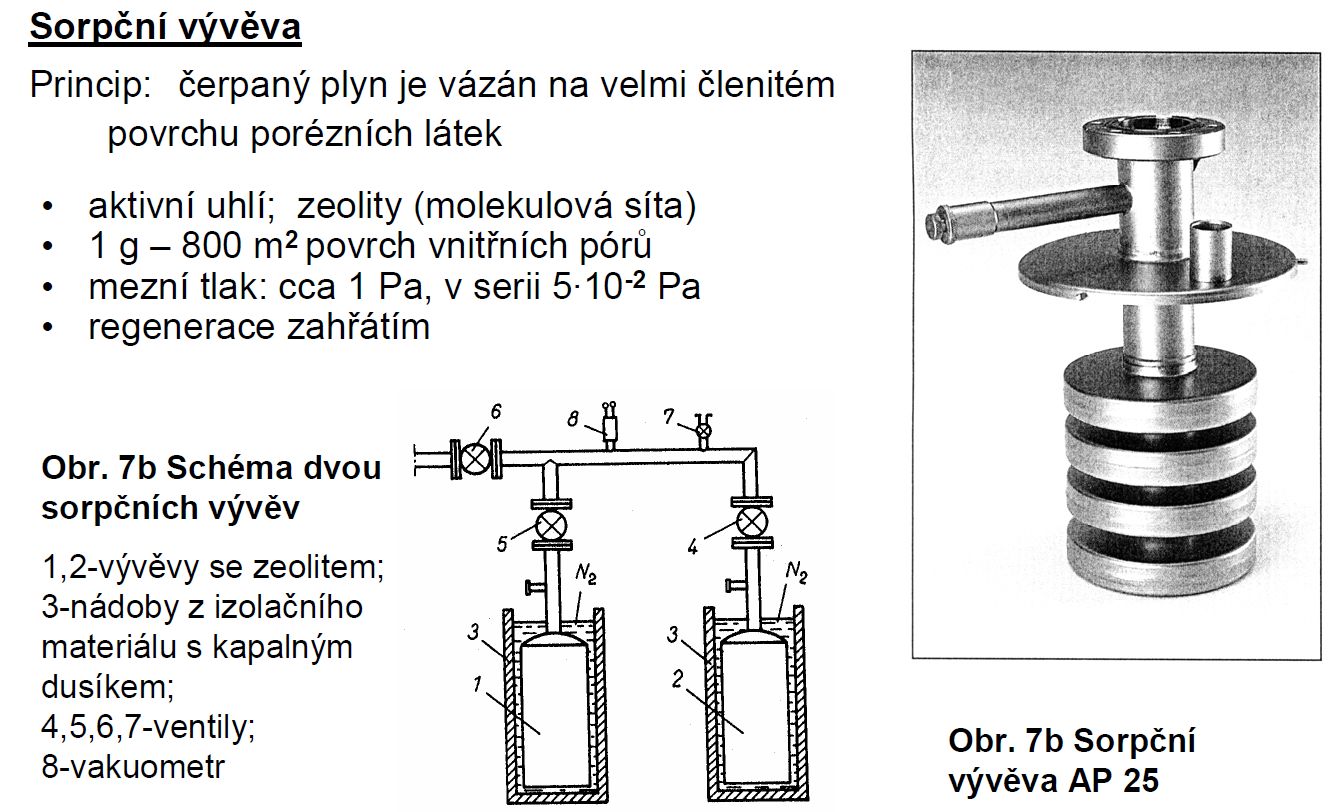 Sorpční vývěva
Princip: čerpaný plyn je vázán na velmi členitém
povrchu porézních látek
• aktivní uhlí; zeolity (molekulová síta)
• 1 g – 800 m² povrch vnitřních pórů
• mezní tlak: cca 1 Pa, v serii 5·10⁻² Pa
• regenerace zahřátím
Obr. 7b Schéma dvou
sorpčních vývěv
1,2-vývěvy se zeolitem;
3-nádoby z izolačního
materiálu s kapalným
dusíkem;
4,5,6,7-ventily;
8-vakuometr
6
8
7
5
4
N₂
N₂
3
3
1
2
Obr. 7b Sorpční
vývěva AP 25